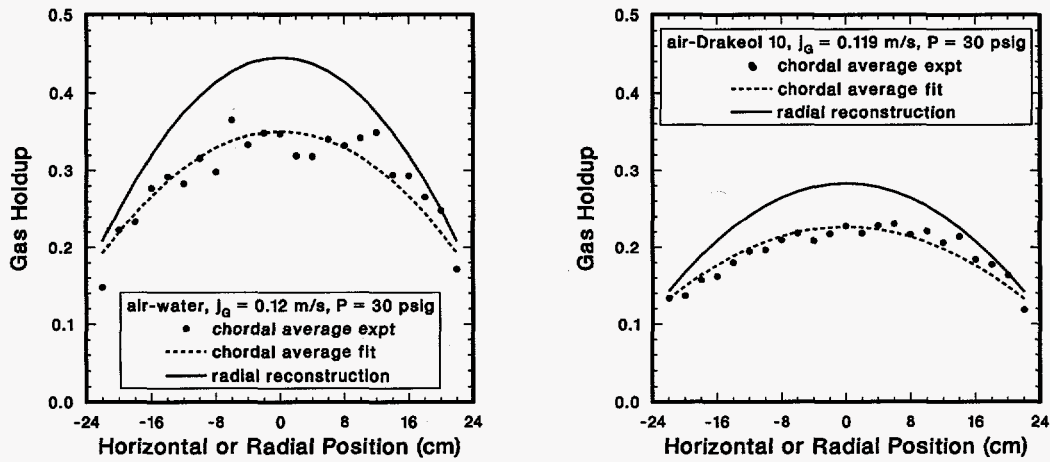 0.5
0.4
0.3
0.2
0.1
0.0
Gas Holdup
air-water, jG = 0.12 m/s, P = 30 psig
chordal average expt
chordal average fit
radial reconstruction
-24 -16 -8 0 8 16 24
Horizontal or Radial Position (cm)
0.5
0.4
0.3
0.2
0.1
0.0
Gas Holdup
air-Drakeol 10, jG = 0.119 m/s, P = 30 psig
chordal average expt
chordal average fit
radial reconstruction
-24 -16 -8 0 8 16 24
Horizontal or Radial Position (cm)